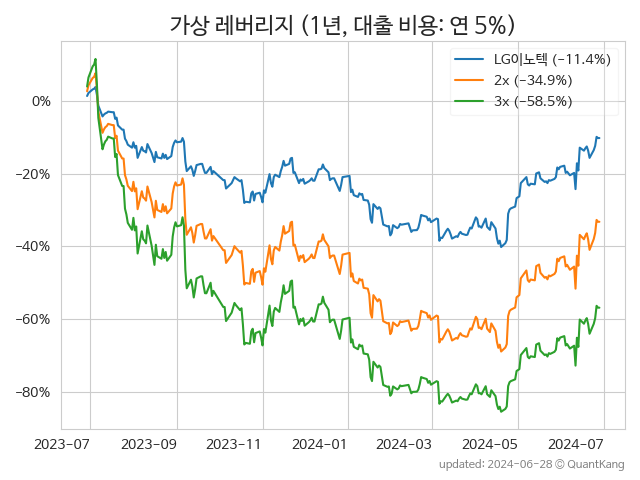 가상 레버리지 (1년, 대출 비용: 연 5%)
LG이노텍 (−11.4%)
2x (−34.9%)
3x (−58.5%)
0%
−20%
−40%
−60%
−80%
2023-07 2023-09 2023-11 2024-01 2024-03 2024-05 2024-07
updated: 2024-06-28 © QuantKang